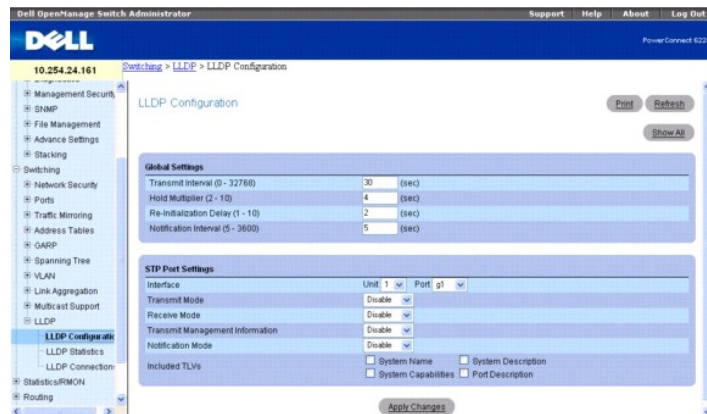 Dell OpenManage Switch Administrator
Support Help About Log Out
DELL
PowerConnect 622
10.254.24.161
Switching > LLDP > LLDP Configuration
Management Securit
SNMP
File Management
Advance Settings
Stacking
Switching
Network Security
Ports
Traffic Mirroring
Address Tables
GARP
Spanning Tree
VLAN
Link Aggregation
Multicast Support
LLDP
LLDP Configuratic
LLDP Statistics
LLDP Connection
Statistics/RMON
Routing
LLDP Configuration
Print Refresh
Show All
Global Settings
Transmit Interval (0 - 32768) 30 (sec)
Hold Multiplier (2 - 10) 4 (sec)
Re-Initialization Delay (1 - 10) 2 (sec)
Notification Interval (5 - 3600) 5 (sec)
STP Port Settings
Interface Unit 1 Port g1
Transmit Mode Disable
Receive Mode Disable
Transmit Management Information Disable
Notification Mode Disable
Included TLVs System Name System Description
System Capabilities Port Description
Apply Changes